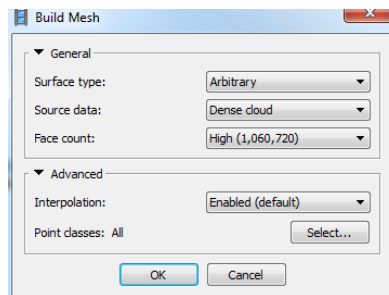 Build Mesh
General
Surface type: Arbitrary
Source data: Dense cloud
Face count: High (1,060,720)
Advanced
Interpolation: Enabled (default)
Point classes: All Select...
OK Cancel